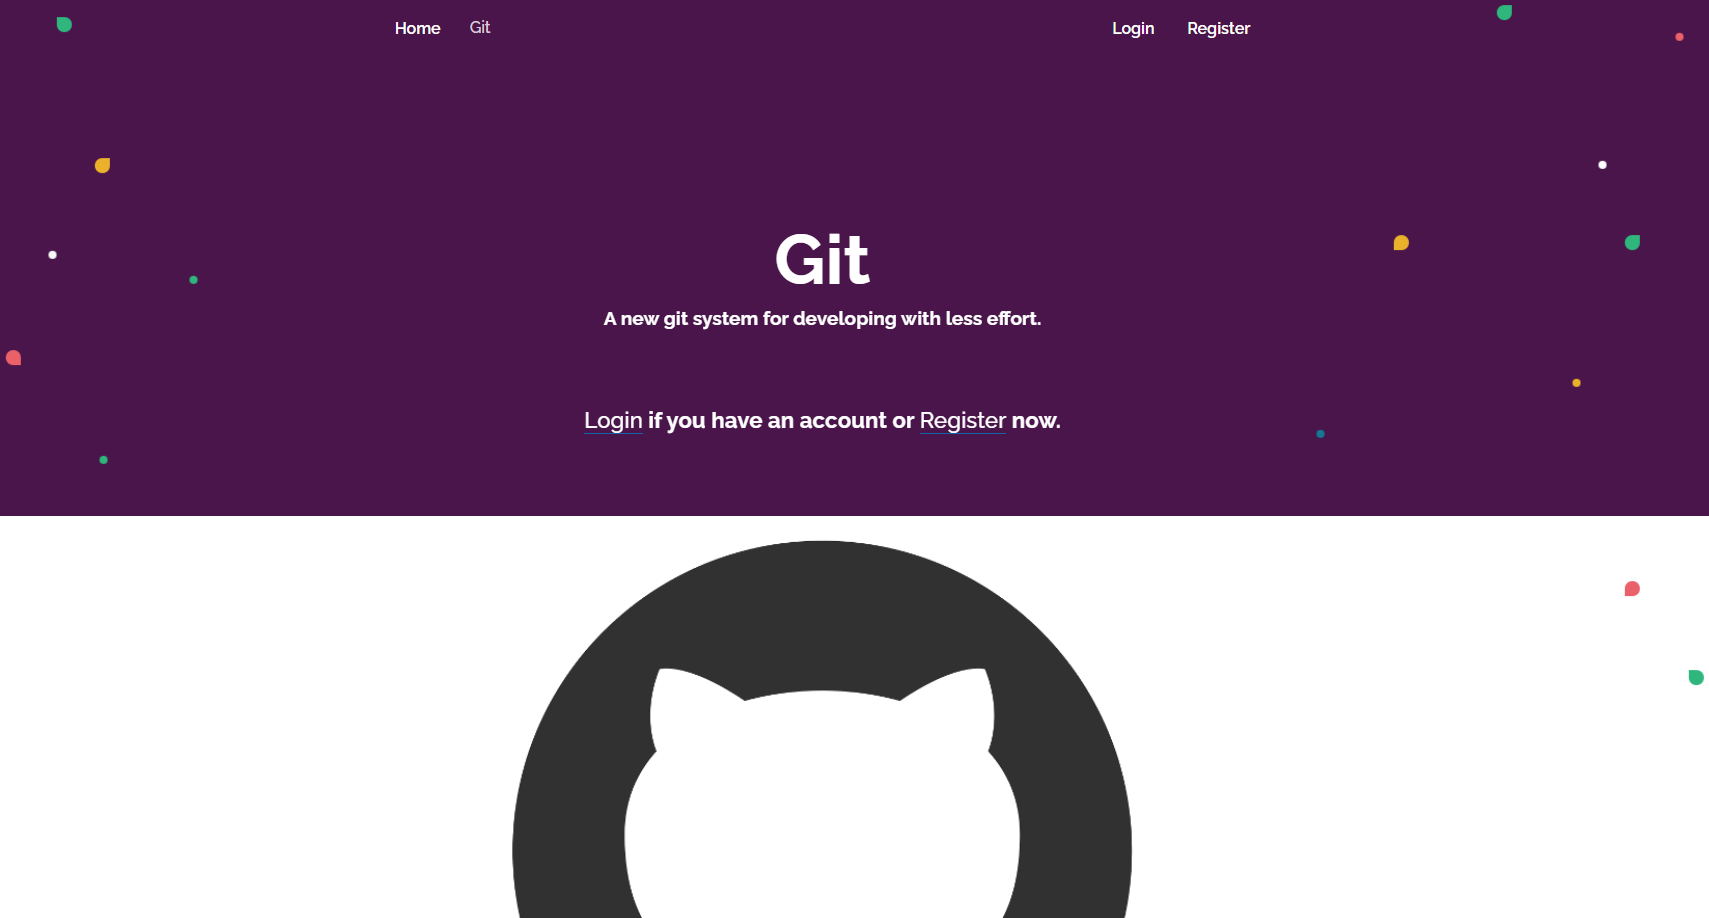 Home Git Login Register
Git
A new git system for developing with less effort.
Login if you have an account or Register now.